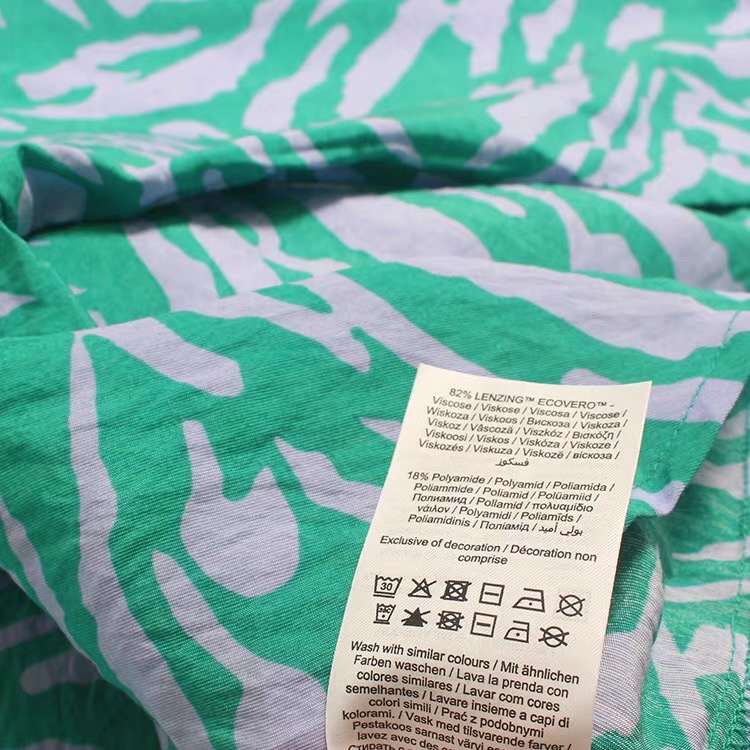 82% LENZING™ ECOVERO™ -
Viscose / Viskose / Viscosa / Viscose /
Wiskoza / Viskoos / Вискоза / Viskoza /
Viskoz / Vâscoză / Viszkóz / Βισκόζη /
Viskoosi / Viskos / Viskóza / Viskoze /
Viskozės / Viskuza / Viskozë / віскоза /
فسكوز
18% Polyamide / Polyamid / Poliamida /
Poliammide / Poliamid / Polüamiid /
Полиамид / Poliamid / πολυαμίδιο
νάιλον / Polyamidi / Poliamīds /
Poliamidinis / Поліамід / بولي أميد
Exclusive of decoration / Décoration non
comprise
30
30C
Wash with similar colours / Mit ähnlichen
Farben waschen / Lava la prenda con
colores similares / Lavar com cores
semelhantes / Lavare insieme a capi di
colori simili / Prać z podobnymi
kolorami. / Vask med tilsvarende farver /
Pestakoos sarnast värvi esemetega
Стирать